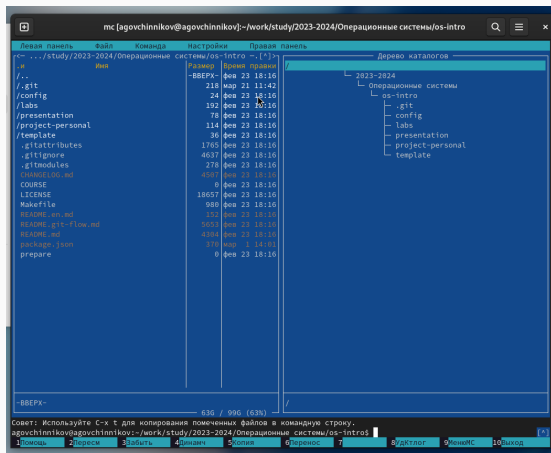 mc [agovchinnikov@agovchinnikov]:~/work/study/2023-2024/Операционные системы/os-intro
Левая панель Файл Команда Настройки Правая панель
<— .../study/2023-2024/Операционные системы/os-intro —.[^]>
.и Имя Размер Время правки
/.. -ВВЕРХ- фев 23 18:16
/.git 218 мар 21 11:42
/config 24 фев 23 18:16
/labs 192 фев 23 18:16
/presentation 78 фев 23 18:16
/project-personal 114 фев 23 18:16
/template 36 фев 23 18:16
.gitattributes 1765 фев 23 18:16
.gitignore 4637 фев 23 18:16
.gitmodules 278 фев 23 18:16
CHANGELOG.md 4507 фев 23 18:16
COURSE 0 фев 23 18:16
LICENSE 18657 фев 23 18:16
Makefile 980 фев 23 18:16
README.en.md 152 фев 23 18:16
README.git-flow.md 5653 фев 23 18:16
README.md 4304 фев 23 18:16
package.json 370 мар 1 14:01
prepare 0 фев 23 18:16
-ВВЕРХ-
63G / 99G (63%)
Дерево каталогов
/
2023-2024
Операционные системы
os-intro
.git
config
labs
presentation
project-personal
template
/
Совет: Используйте C-x t для копирования помеченных файлов в командную строку.
agovchinnikov@agovchinnikov:~/work/study/2023-2024/Операционные системы/os-intro$ [^]
1Помощь 2Пересм 3Забыть 4Динамч 5Копия 6Перенос 7 8УдКтлог 9МенюMC 10Выход